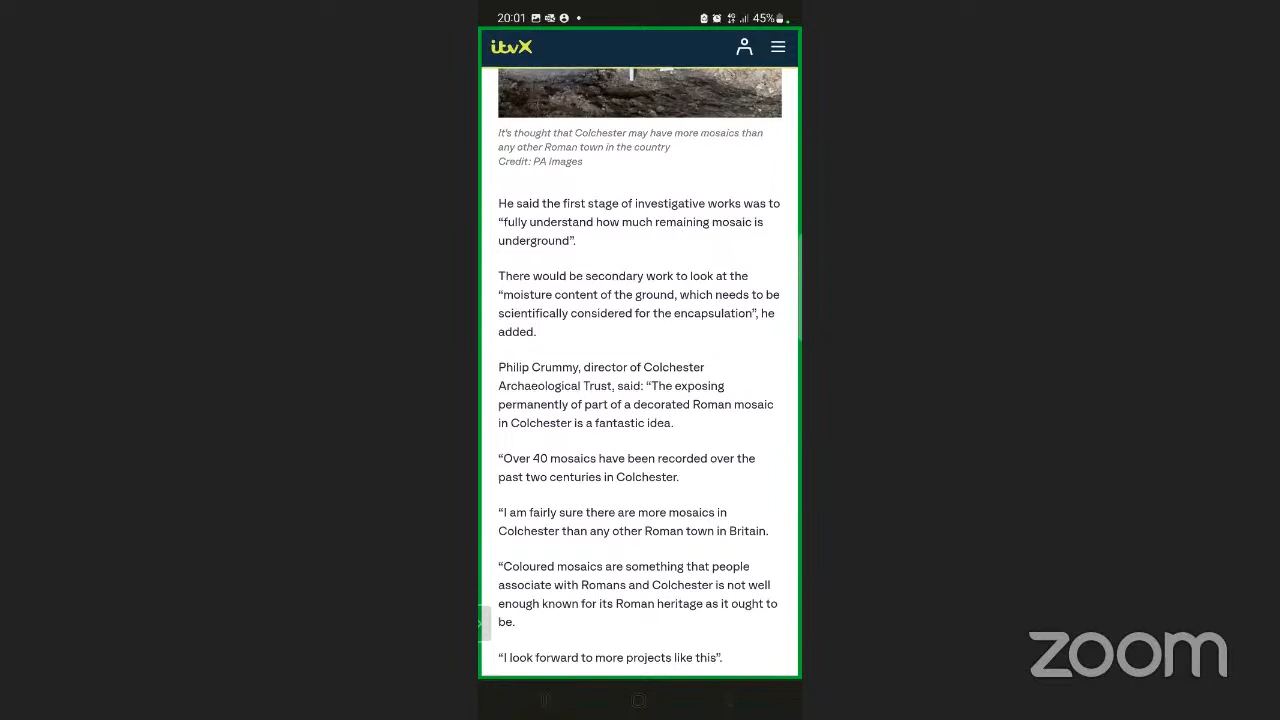 20:01
45%
itvX
It's thought that Colchester may have more mosaics than
any other Roman town in the country
Credit: PA Images
He said the first stage of investigative works was to
“fully understand how much remaining mosaic is
underground”.
There would be secondary work to look at the
“moisture content of the ground, which needs to be
scientifically considered for the encapsulation”, he
added.
Philip Crummy, director of Colchester
Archaeological Trust, said: “The exposing
permanently of part of a decorated Roman mosaic
in Colchester is a fantastic idea.
“Over 40 mosaics have been recorded over the
past two centuries in Colchester.
“I am fairly sure there are more mosaics in
Colchester than any other Roman town in Britain.
“Coloured mosaics are something that people
associate with Romans and Colchester is not well
enough known for its Roman heritage as it ought to
be.
“I look forward to more projects like this”.
zoom